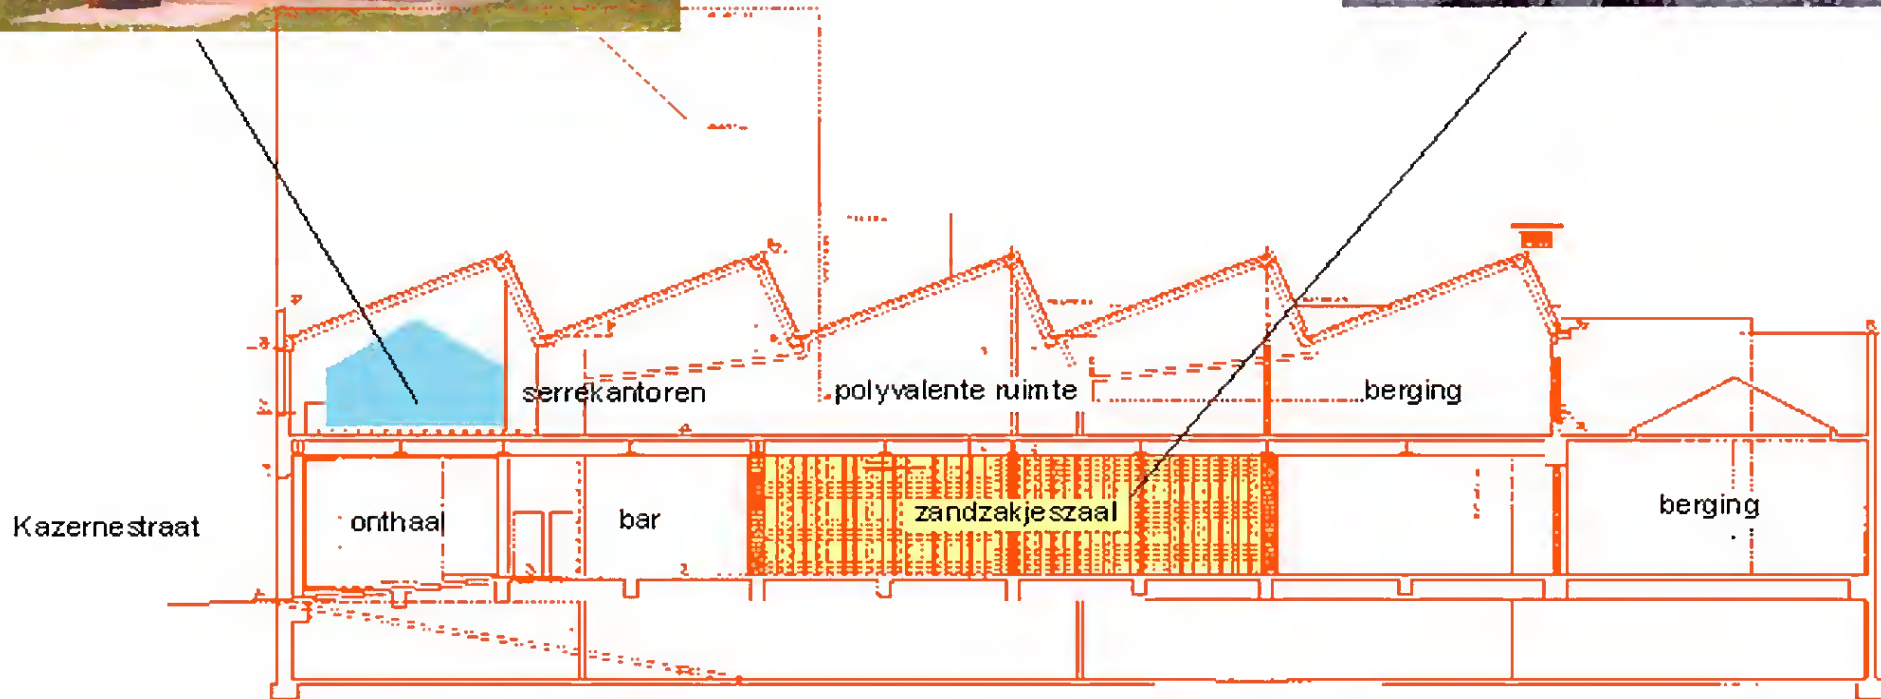 serrekantoren
polyvalente ruimte
berging
Kazernestraat
onthaal
bar
zandzakjeszaal
berging